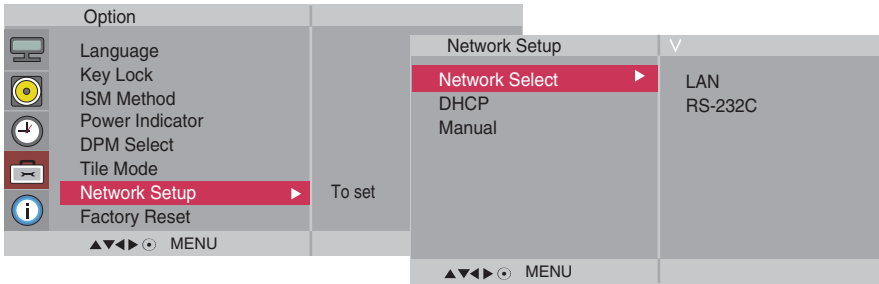 Option
Language
Key Lock
ISM Method
Power Indicator
DPM Select
Tile Mode
Network Setup ▶ To set
Factory Reset
▲▼◀▶⊙ MENU
Network Setup
Network Select ▶
DHCP
Manual
LAN
RS-232C
▲▼◀▶⊙ MENU